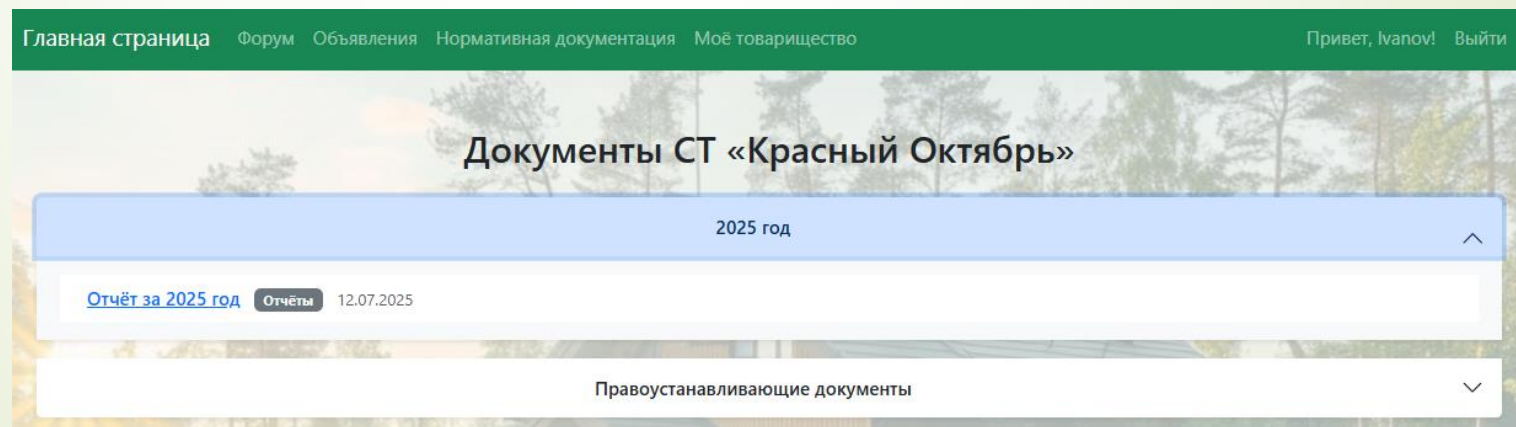 Главная страница Форум Объявления Нормативная документация Моё товарищество Привет, Ivanov! Выйти
Документы СТ «Красный Октябрь»
2025 год
Отчёт за 2025 год Отчёты 12.07.2025
Правоустанавливающие документы